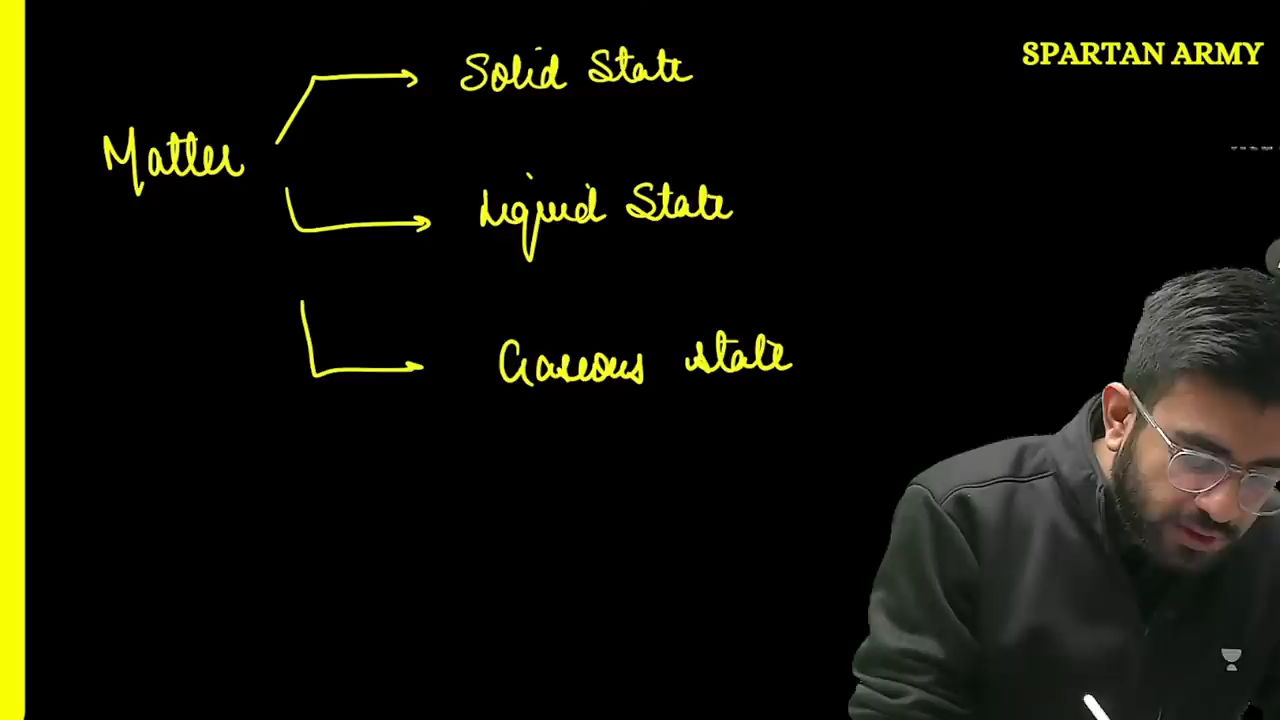 SPARTAN ARMY
Solid State
Matter
Liquid State
Gaseous state